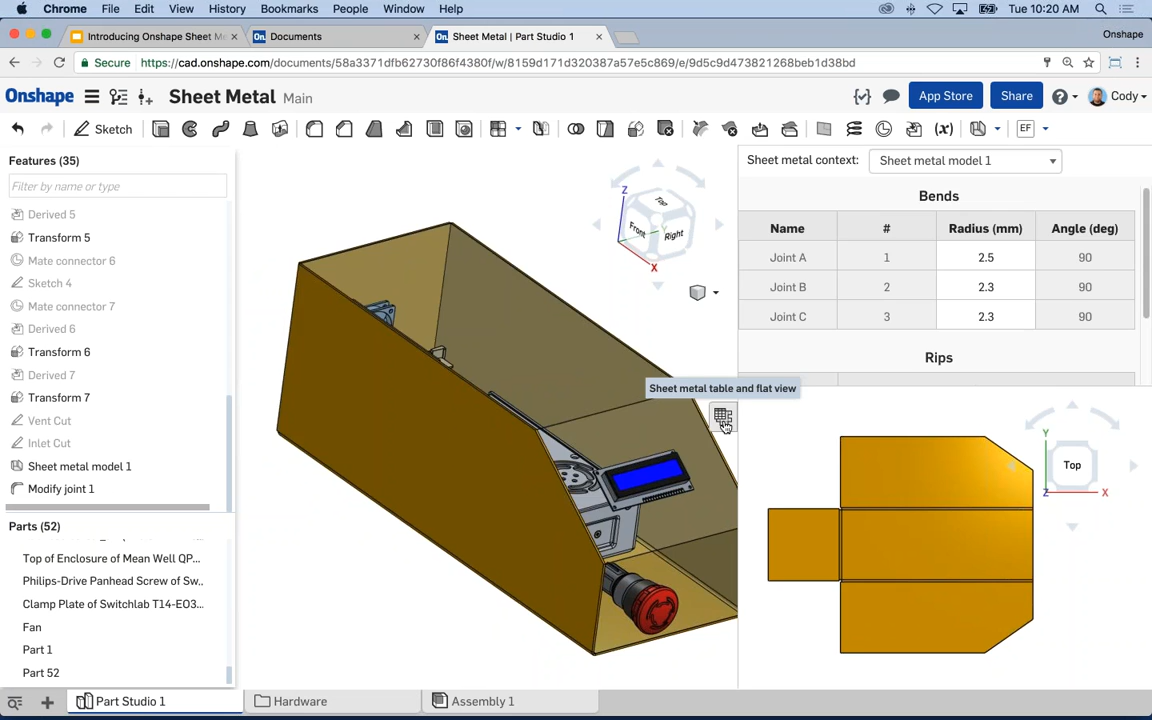 Chrome File Edit View History Bookmarks People Window Help Tue 10:20 AM
Introducing Onshape Sheet Me × On. Documents × On. Sheet Metal | Part Studio 1 × Onshape
Secure https://cad.onshape.com/documents/58a3371dfb62730f86f4380f/w/8159d171d320387a57e5c869/e/9d5c9d473821268beb1d38bd
Onshape Sheet Metal Main App Store Share Cody
Sketch (x) EF
Features (35)
Filter by name or type
Derived 5
Transform 5
Mate connector 6
Sketch 4
Mate connector 7
Derived 6
Transform 6
Derived 7
Transform 7
Vent Cut
Inlet Cut
Sheet metal model 1
Modify joint 1
Parts (52)
Top of Enclosure of Mean Well QP...
Philips-Drive Panhead Screw of Sw..
Clamp Plate of Switchlab T14-EO3...
Fan
Part 1
Part 52
Z
Top
Front
Right
X
Sheet metal table and flat view
Sheet metal context: Sheet metal model 1
Bends
Name # Radius (mm) Angle (deg)
Joint A 1 2.5 90
Joint B 2 2.3 90
Joint C 3 2.3 90
Rips
Y
Top
Z X
Part Studio 1 Hardware Assembly 1